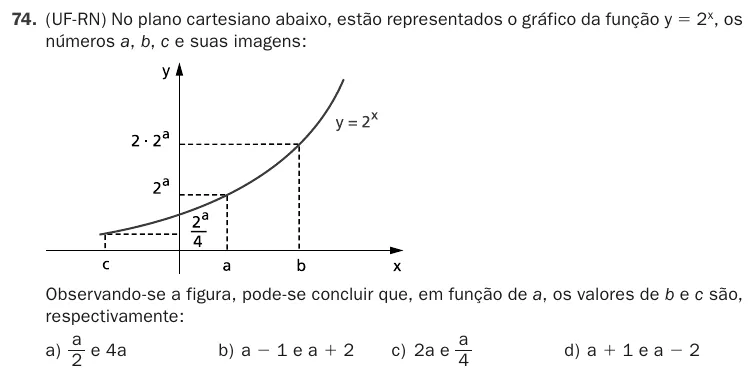 74. (UF-RN) No plano cartesiano abaixo, estão representados o gráfico da função y = 2ˣ, os
números a, b, c e suas imagens:
y
y = 2ˣ
2 · 2ᵃ
2ᵃ
2ᵃ/4
c a b x
Observando-se a figura, pode-se concluir que, em função de a, os valores de b e c são,
respectivamente:
a) a/2 e 4a b) a − 1 e a + 2 c) 2a e a/4 d) a + 1 e a − 2